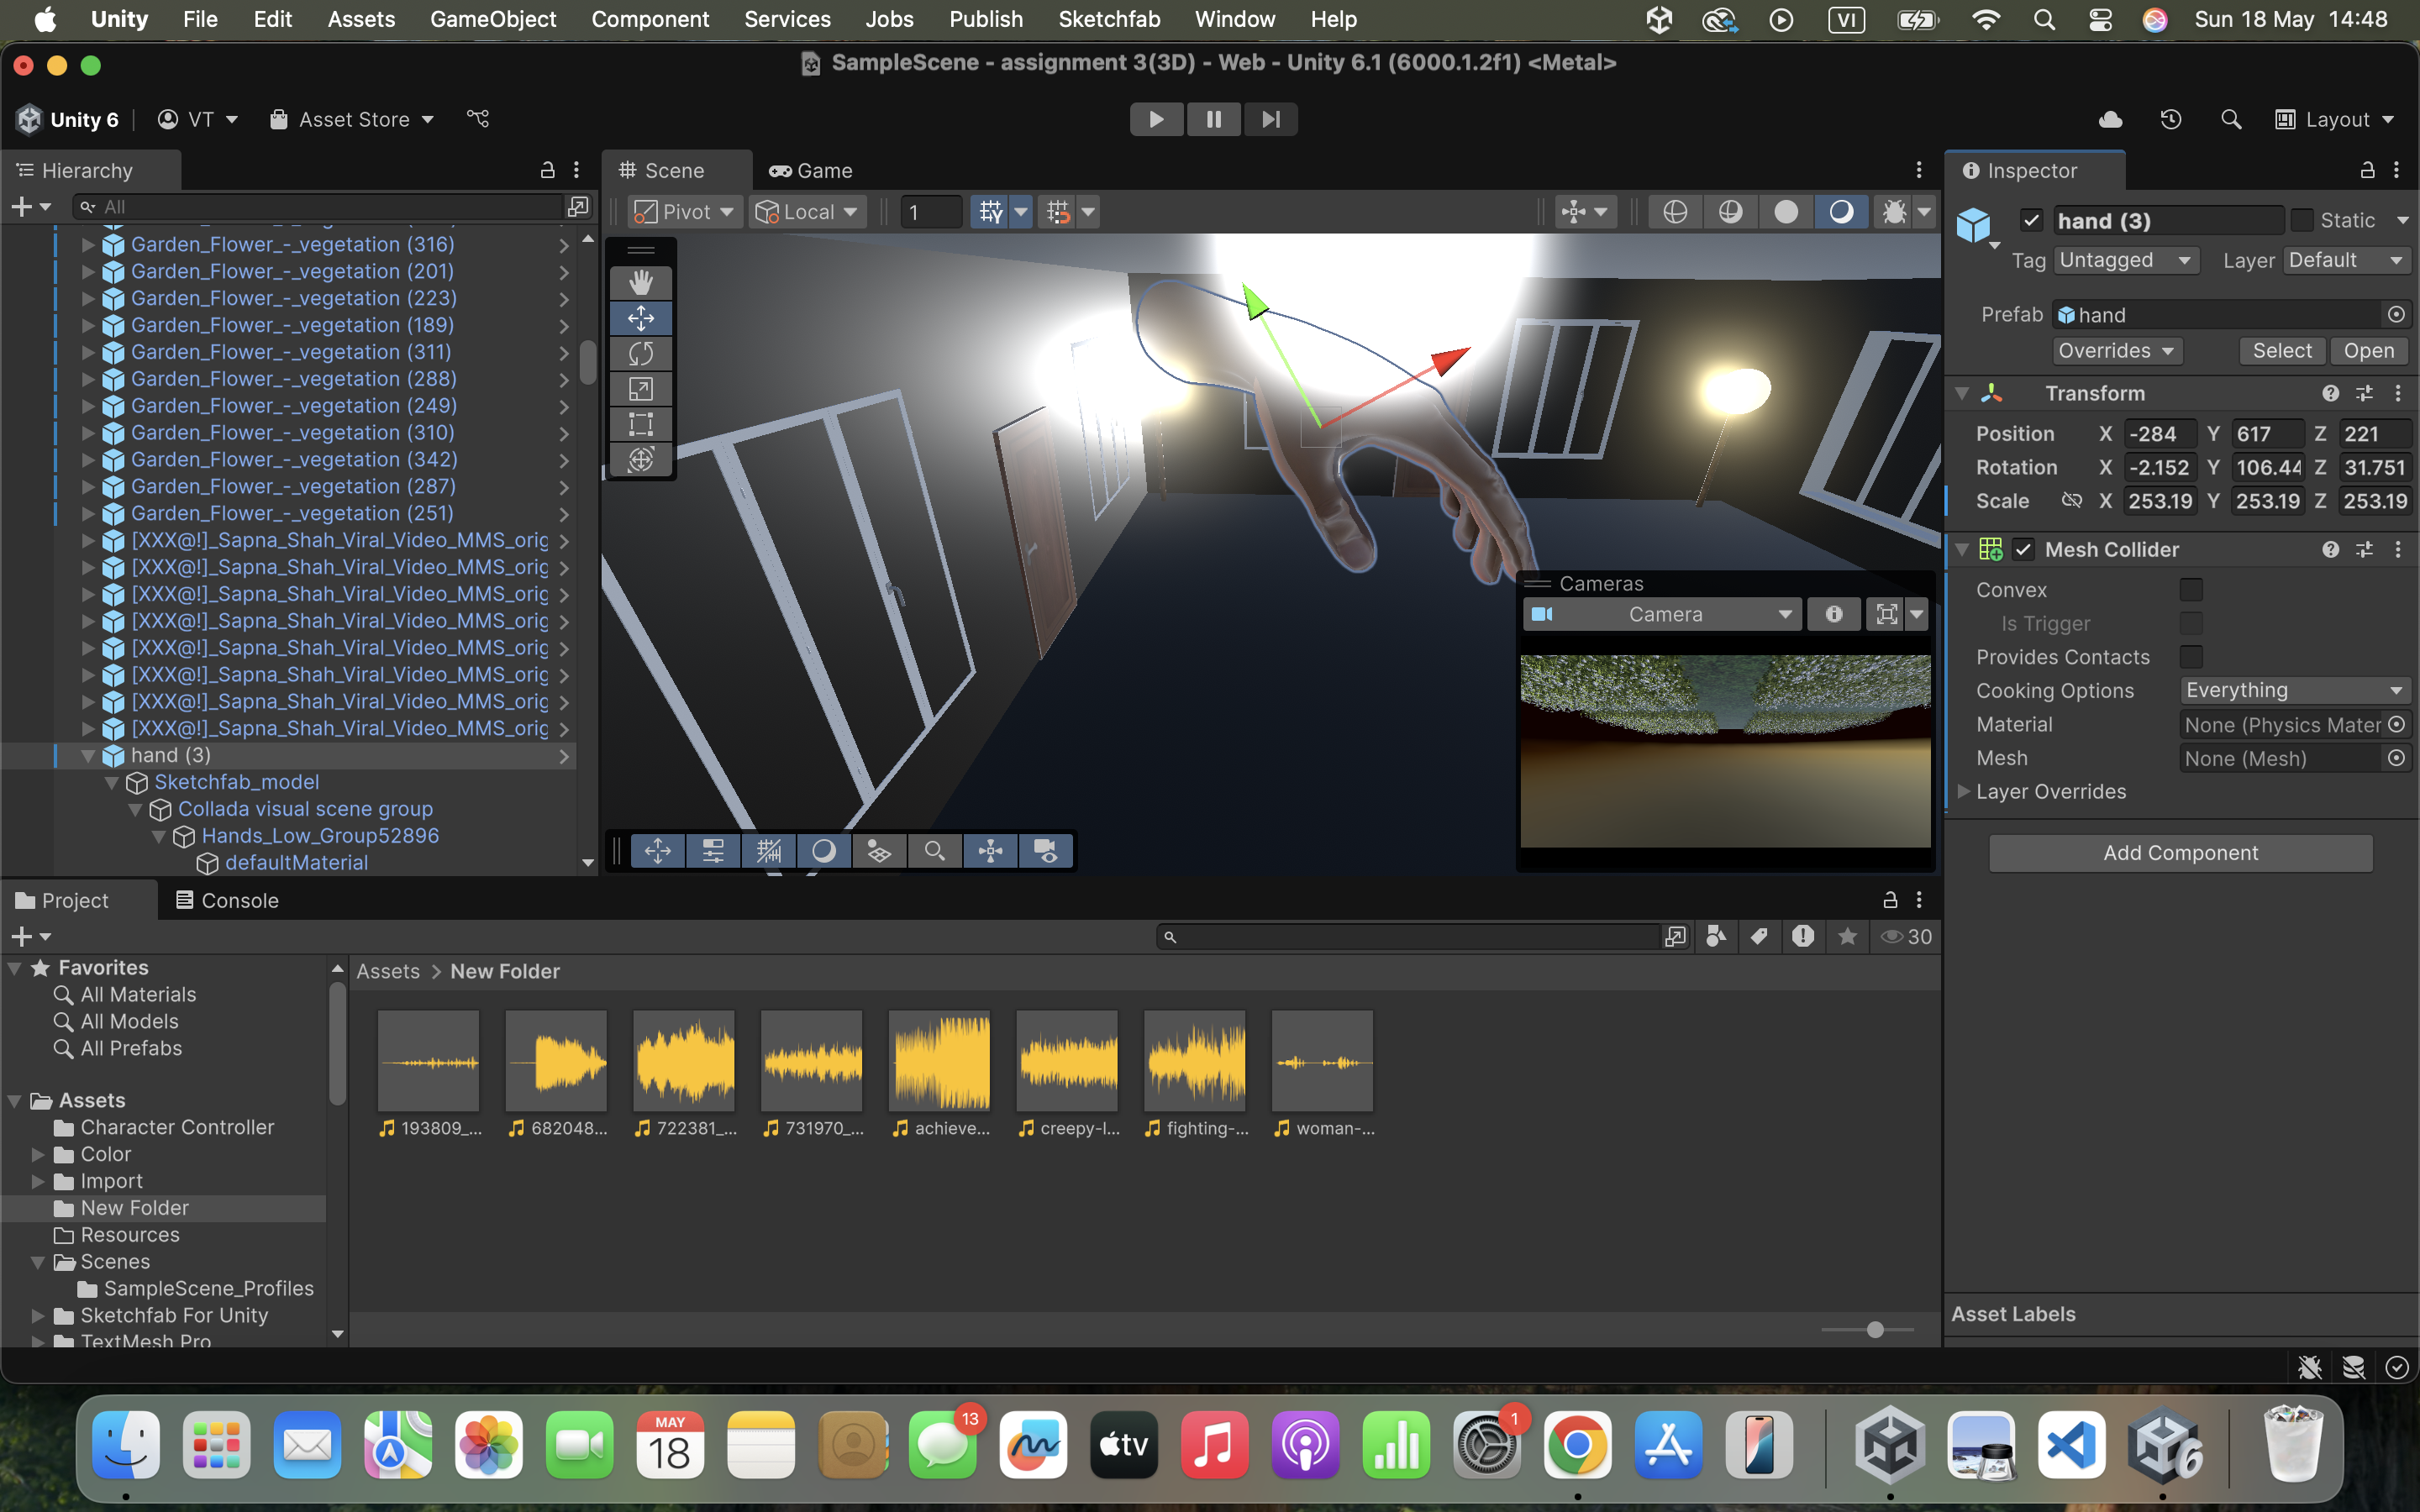 Unity File Edit Assets GameObject Component Services Jobs Publish Sketchfab Window Help VI Sun 18 May 14:48
SampleScene - assignment 3(3D) - Web - Unity 6.1 (6000.1.2f1) <Metal>
Unity 6 VT Asset Store Layout
Hierarchy
All
Garden_Flower_-_vegetation (316)
Garden_Flower_-_vegetation (201)
Garden_Flower_-_vegetation (223)
Garden_Flower_-_vegetation (189)
Garden_Flower_-_vegetation (311)
Garden_Flower_-_vegetation (288)
Garden_Flower_-_vegetation (249)
Garden_Flower_-_vegetation (310)
Garden_Flower_-_vegetation (342)
Garden_Flower_-_vegetation (287)
Garden_Flower_-_vegetation (251)
[XXX@!]_Sapna_Shah_Viral_Video_MMS_orig
[XXX@!]_Sapna_Shah_Viral_Video_MMS_orig
[XXX@!]_Sapna_Shah_Viral_Video_MMS_orig
[XXX@!]_Sapna_Shah_Viral_Video_MMS_orig
[XXX@!]_Sapna_Shah_Viral_Video_MMS_orig
[XXX@!]_Sapna_Shah_Viral_Video_MMS_orig
[XXX@!]_Sapna_Shah_Viral_Video_MMS_orig
[XXX@!]_Sapna_Shah_Viral_Video_MMS_orig
hand (3)
Sketchfab_model
Collada visual scene group
Hands_Low_Group52896
defaultMaterial
Scene Game
Pivot Local 1
Cameras
Camera
Inspector
hand (3) Static
Tag Untagged Layer Default
Prefab hand
Overrides Select Open
Transform
Position X -284 Y 617 Z 221
Rotation X -2.152 Y 106.44 Z 31.751
Scale X 253.19 Y 253.19 Z 253.19
Mesh Collider
Convex
Is Trigger
Provides Contacts
Cooking Options Everything
Material None (Physics Mater
Mesh None (Mesh)
Layer Overrides
Add Component
Asset Labels
Project Console
30
Favorites
All Materials
All Models
All Prefabs
Assets
Character Controller
Color
Import
New Folder
Resources
Scenes
SampleScene_Profiles
Sketchfab For Unity
TextMesh Pro
Assets > New Folder
193809_... 682048... 722381_... 731970_... achieve... creepy-l... fighting-... woman-...
13 1
MAY
18
tv
6